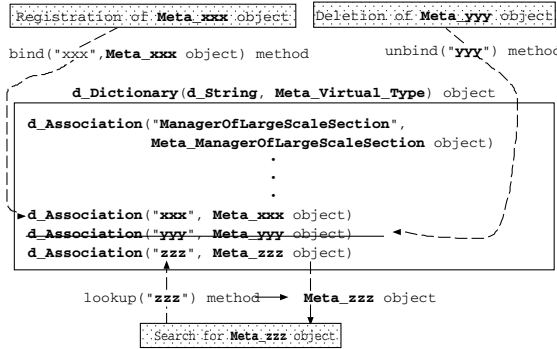 Registration of Meta_xxx object
Deletion of Meta_yyy object
bind("xxx",Meta_xxx object) method
unbind("yyy") method
d_Dictionary(d_String, Meta_Virtual_Type) object
d_Association("ManagerOfLargeScaleSection",
Meta_ManagerOfLargeScaleSection object)
.
.
.
d_Association("xxx", Meta_xxx object)
d_Association("yyy", Meta_yyy object)
d_Association("zzz", Meta_zzz object)
lookup("zzz") method
Meta_zzz object
Search for Meta_zzz object